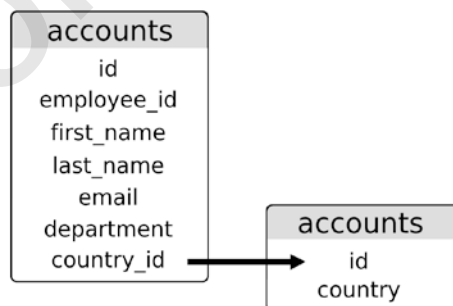 accounts
id
employee_id
first_name
last_name
email
department
country_id
accounts
id
country